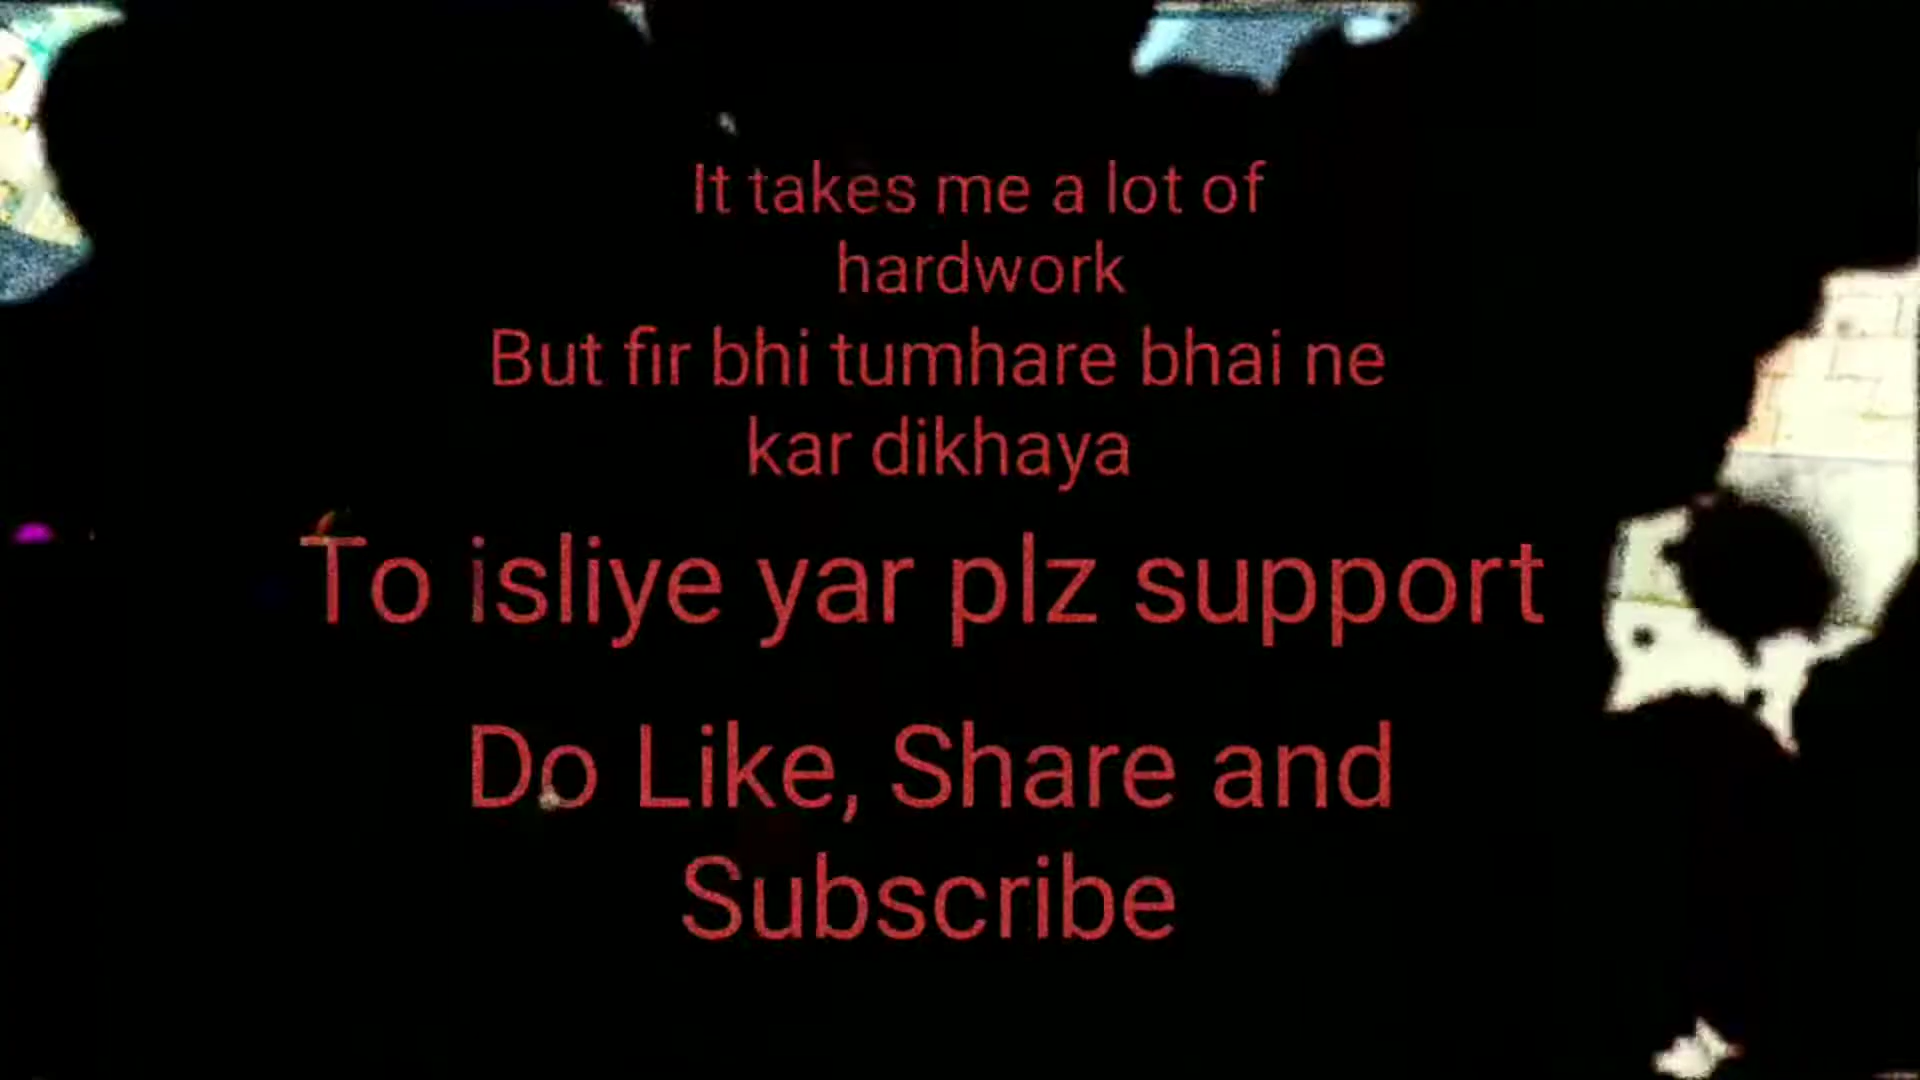 It takes me a lot of
hardwork
But fir bhi tumhare bhai ne
kar dikhaya
To isliye yar plz support
Do Like, Share and
Subscribe